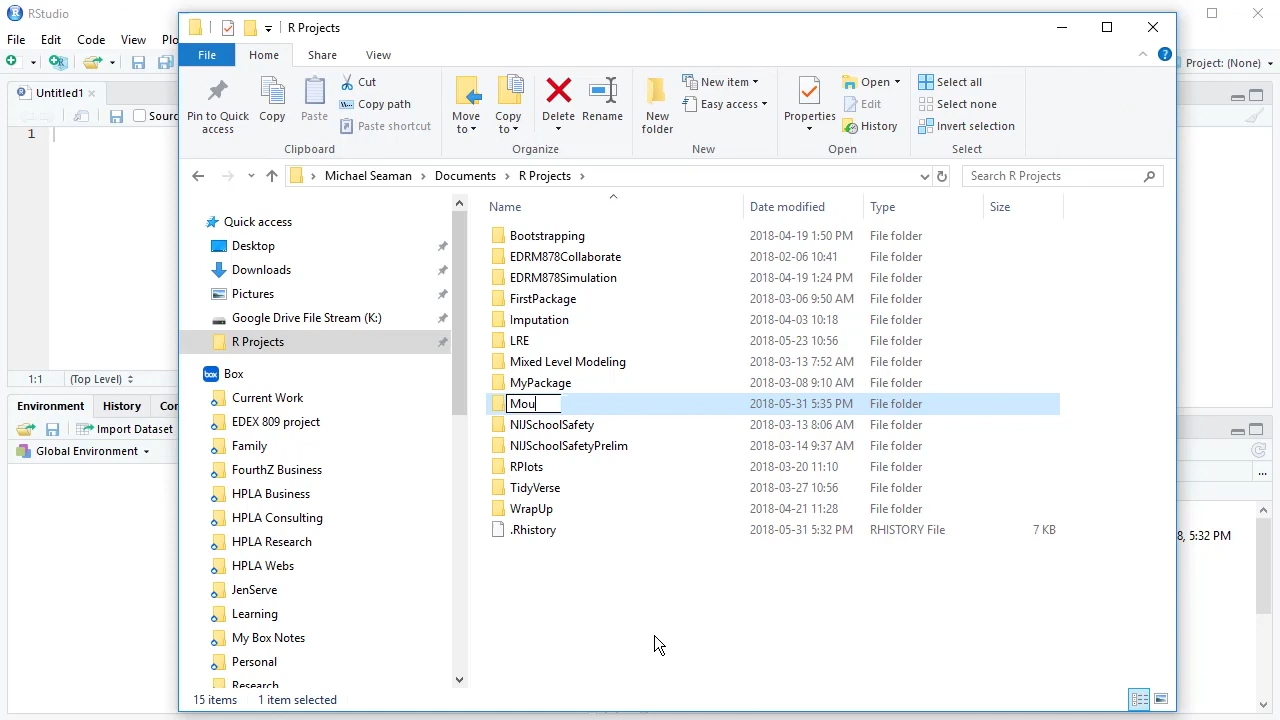 RStudio
File Edit Code View Plo
Project: (None)
Untitled1
Sourc
1
1:1 (Top Level)
Environment History Con
Import Dataset
Global Environment
8, 5:32 PM
R Projects
File Home Share View
Pin to Quick access
Copy
Paste
Cut
Copy path
Paste shortcut
Clipboard
Move to
Copy to
Delete
Rename
Organize
New folder
New item
Easy access
New
Properties
Open
Edit
History
Open
Select all
Select none
Invert selection
Select
Michael Seaman > Documents > R Projects >
Search R Projects
Quick access
Desktop
Downloads
Pictures
Google Drive File Stream (K:)
R Projects
box Box
Current Work
EDEX 809 project
Family
FourthZ Business
HPLA Business
HPLA Consulting
HPLA Research
HPLA Webs
JenServe
Learning
My Box Notes
Personal
Research
Name Date modified Type Size
Bootstrapping 2018-04-19 1:50 PM File folder
EDRM878Collaborate 2018-02-06 10:41 File folder
EDRM878Simulation 2018-04-19 1:24 PM File folder
FirstPackage 2018-03-06 9:50 AM File folder
Imputation 2018-04-03 10:18 File folder
LRE 2018-05-23 10:56 File folder
Mixed Level Modeling 2018-03-13 7:52 AM File folder
MyPackage 2018-03-08 9:10 AM File folder
Mou 2018-05-31 5:35 PM File folder
NIJSchoolSafety 2018-03-13 8:06 AM File folder
NIJSchoolSafetyPrelim 2018-03-14 9:37 AM File folder
RPlots 2018-03-20 11:10 File folder
TidyVerse 2018-03-27 10:56 File folder
WrapUp 2018-04-21 11:28 File folder
.Rhistory 2018-05-31 5:32 PM RHISTORY File 7 KB
15 items 1 item selected